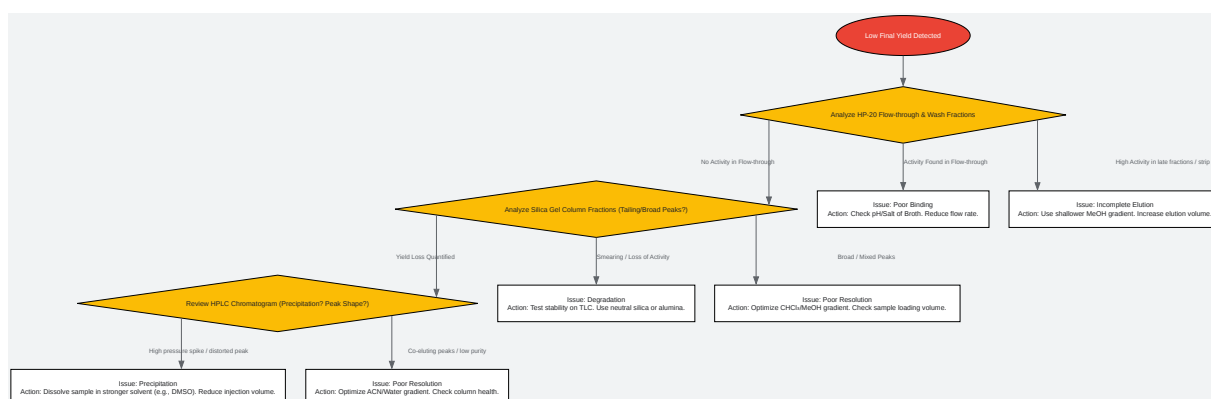 Low Final Yield Detected
Analyze HP-20 Flow-through & Wash Fractions
No Activity in Flow-through
Activity Found in Flow-through
High Activity in late fractions / strip
Issue: Poor Binding
Action: Check pH/Salt of Broth. Reduce flow rate.
Issue: Incomplete Elution
Action: Use shallower MeOH gradient. Increase elution volume.
Analyze Silica Gel Column Fractions (Tailing/Broad Peaks?)
Yield Loss Quantified
Smearing / Loss of Activity
Broad / Mixed Peaks
Issue: Degradation
Action: Test stability on TLC. Use neutral silica or alumina.
Issue: Poor Resolution
Action: Optimize CHCl₃/MeOH gradient. Check sample loading volume.
Review HPLC Chromatogram (Precipitation? Peak Shape?)
High pressure spike / distorted peak
Co-eluting peaks / low purity
Issue: Precipitation
Action: Dissolve sample in stronger solvent (e.g., DMSO). Reduce injection volume.
Issue: Poor Resolution
Action: Optimize ACN/Water gradient. Check column health.